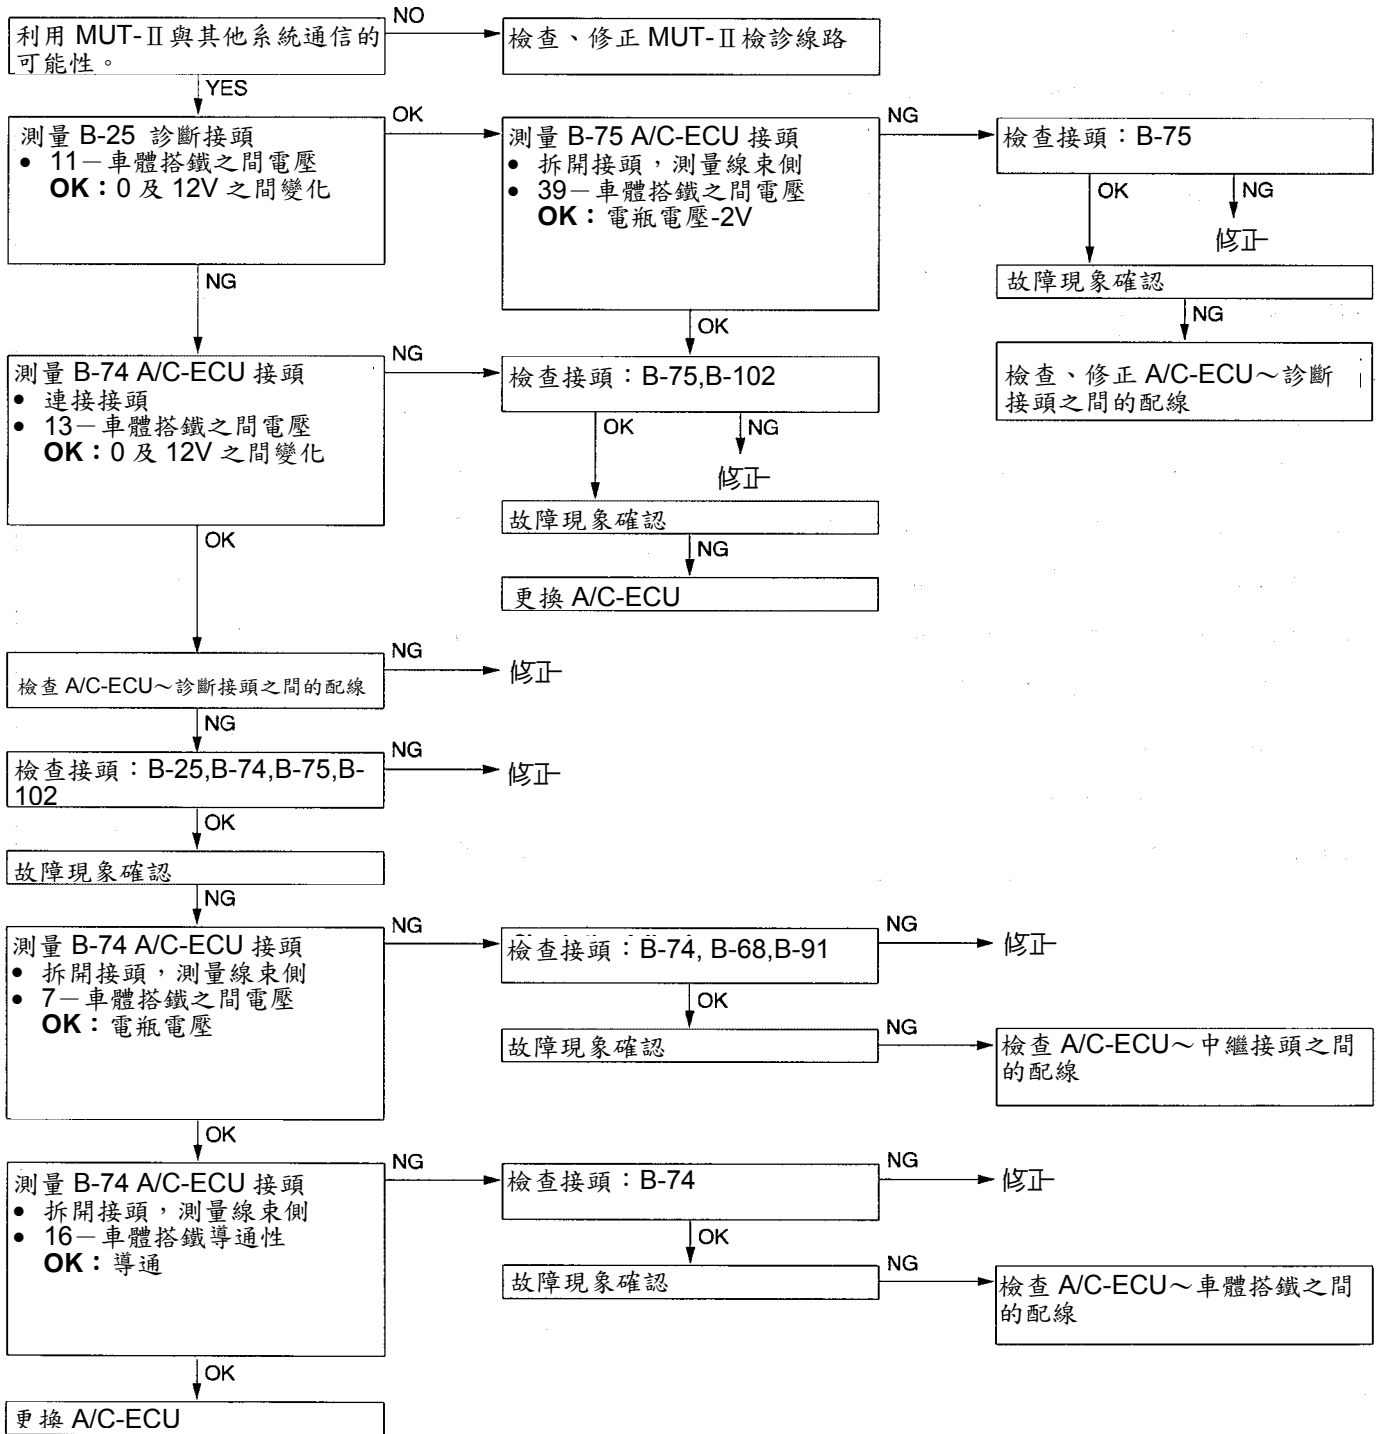 利用 MUT-Ⅱ與其他系統通信的
可能性。
NO
檢查、修正 MUT-Ⅱ檢診線路
YES
測量 B-25 診斷接頭
• 11－車體搭鐵之間電壓
OK：0 及 12V 之間變化
OK
測量 B-75 A/C-ECU 接頭
• 拆開接頭，測量線束側
• 39－車體搭鐵之間電壓
OK：電瓶電壓-2V
NG
檢查接頭：B-75
OK
NG
修正
故障現象確認
NG
檢查、修正 A/C-ECU～診斷
接頭之間的配線
NG
OK
測量 B-74 A/C-ECU 接頭
• 連接接頭
• 13－車體搭鐵之間電壓
OK：0 及 12V 之間變化
NG
檢查接頭：B-75,B-102
OK
NG
修正
故障現象確認
NG
更換 A/C-ECU
OK
檢查 A/C-ECU～診斷接頭之間的配線
NG
修正
NG
檢查接頭：B-25,B-74,B-75,B-
102
NG
修正
OK
故障現象確認
NG
測量 B-74 A/C-ECU 接頭
• 拆開接頭，測量線束側
• 7－車體搭鐵之間電壓
OK：電瓶電壓
NG
檢查接頭：B-74, B-68,B-91
NG
修正
OK
故障現象確認
NG
檢查 A/C-ECU～中繼接頭之間
的配線
OK
測量 B-74 A/C-ECU 接頭
• 拆開接頭，測量線束側
• 16－車體搭鐵導通性
OK：導通
NG
檢查接頭：B-74
NG
修正
OK
故障現象確認
NG
檢查 A/C-ECU～車體搭鐵之間
的配線
OK
更換 A/C-ECU